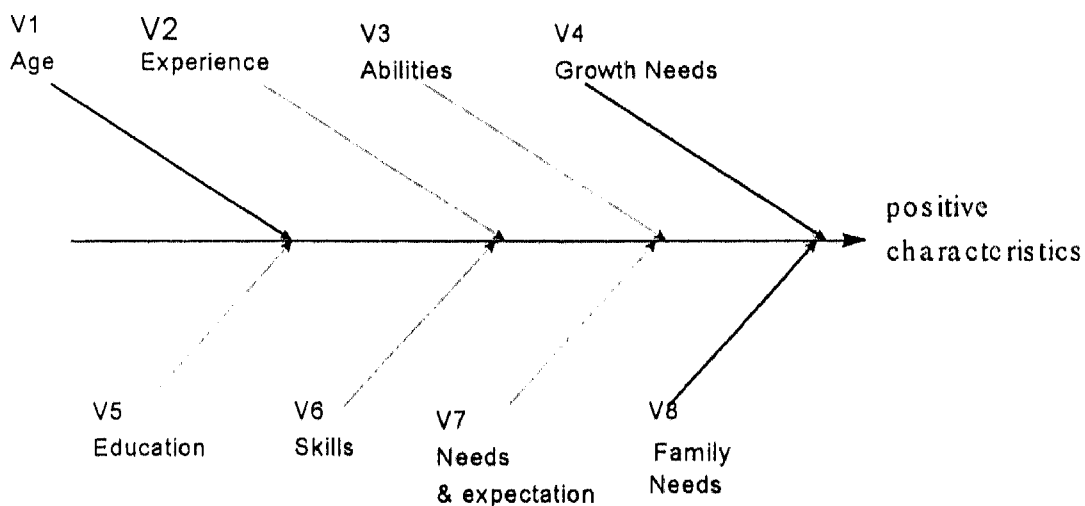 V1
Age
V2
Experience
V3
Abilities
V4
Growth Needs
positive
characteristics
V5
Education
V6
Skills
V7
Needs
& expectation
V8
Family
Needs